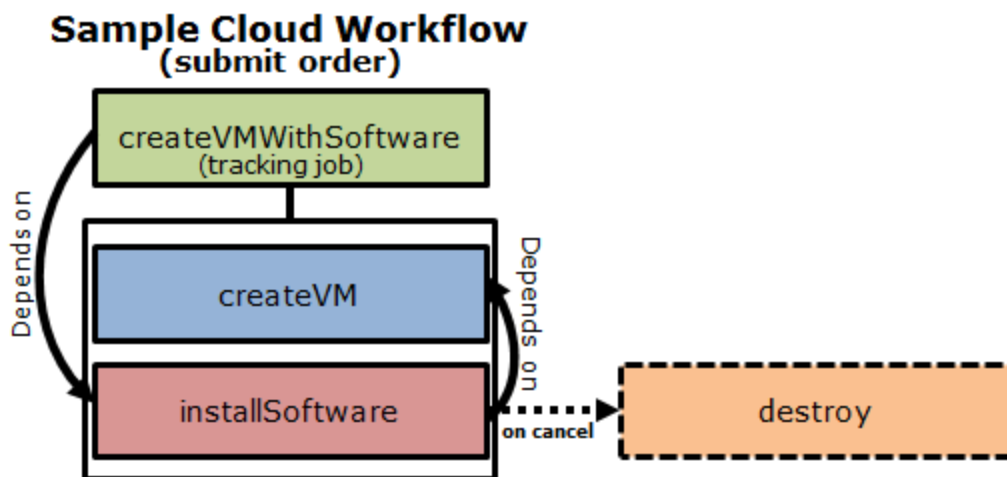 Sample Cloud Workflow
(submit order)
createVMWithSoftware
(tracking job)
Depends on
createVM
Depends on
installSoftware
on cancel
destroy